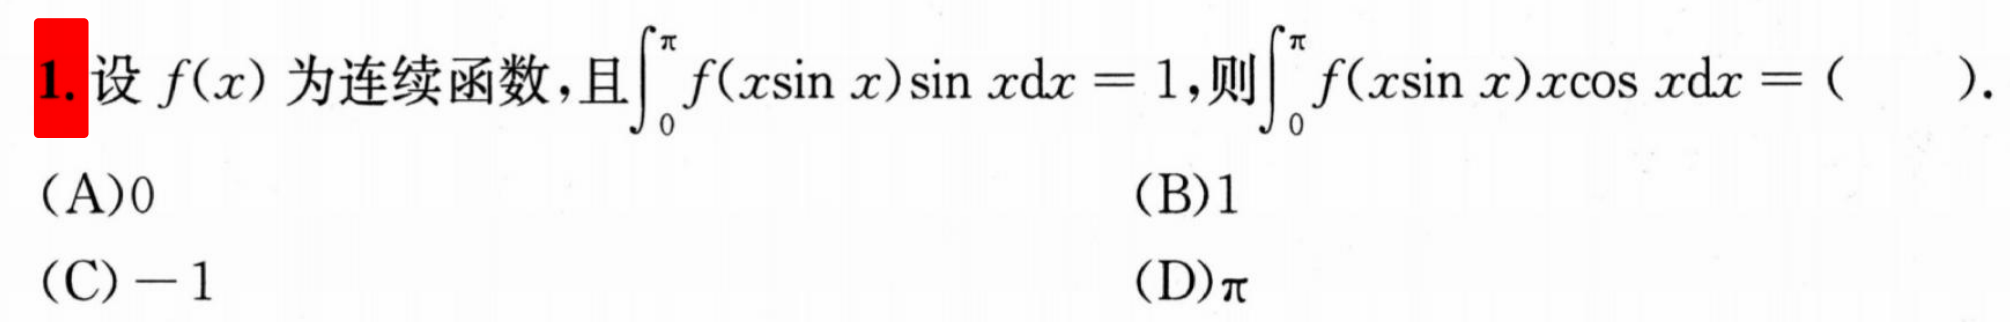 1. 设 f(x) 为连续函数,且∫₀^π f(xsin x)sin xdx = 1,则∫₀^π f(xsin x)xcos xdx = (    ).
(A)0 (B)1
(C)－1 (D)π